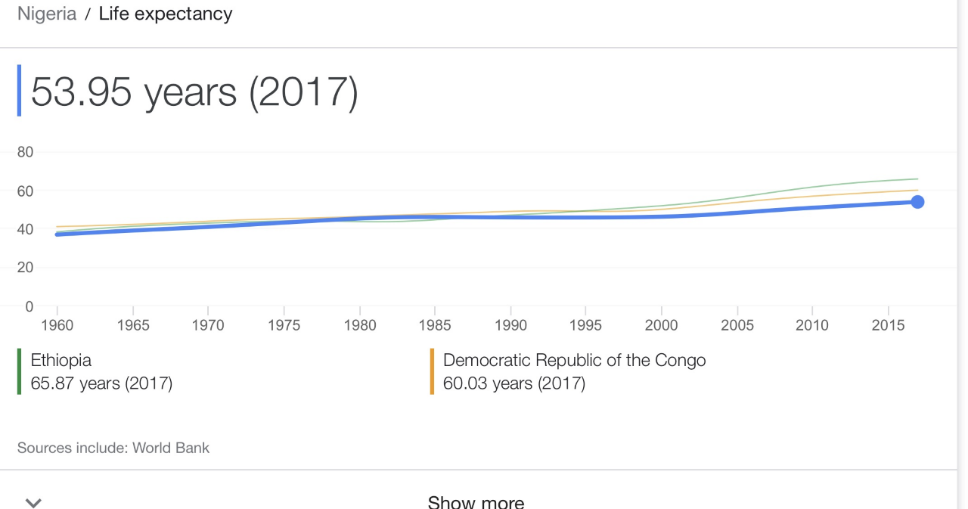 Nigeria / Life expectancy
53.95 years (2017)
80
60
40
20
0
1960 1965 1970 1975 1980 1985 1990 1995 2000 2005 2010 2015
Ethiopia
65.87 years (2017)
Democratic Republic of the Congo
60.03 years (2017)
Sources include: World Bank
Show more